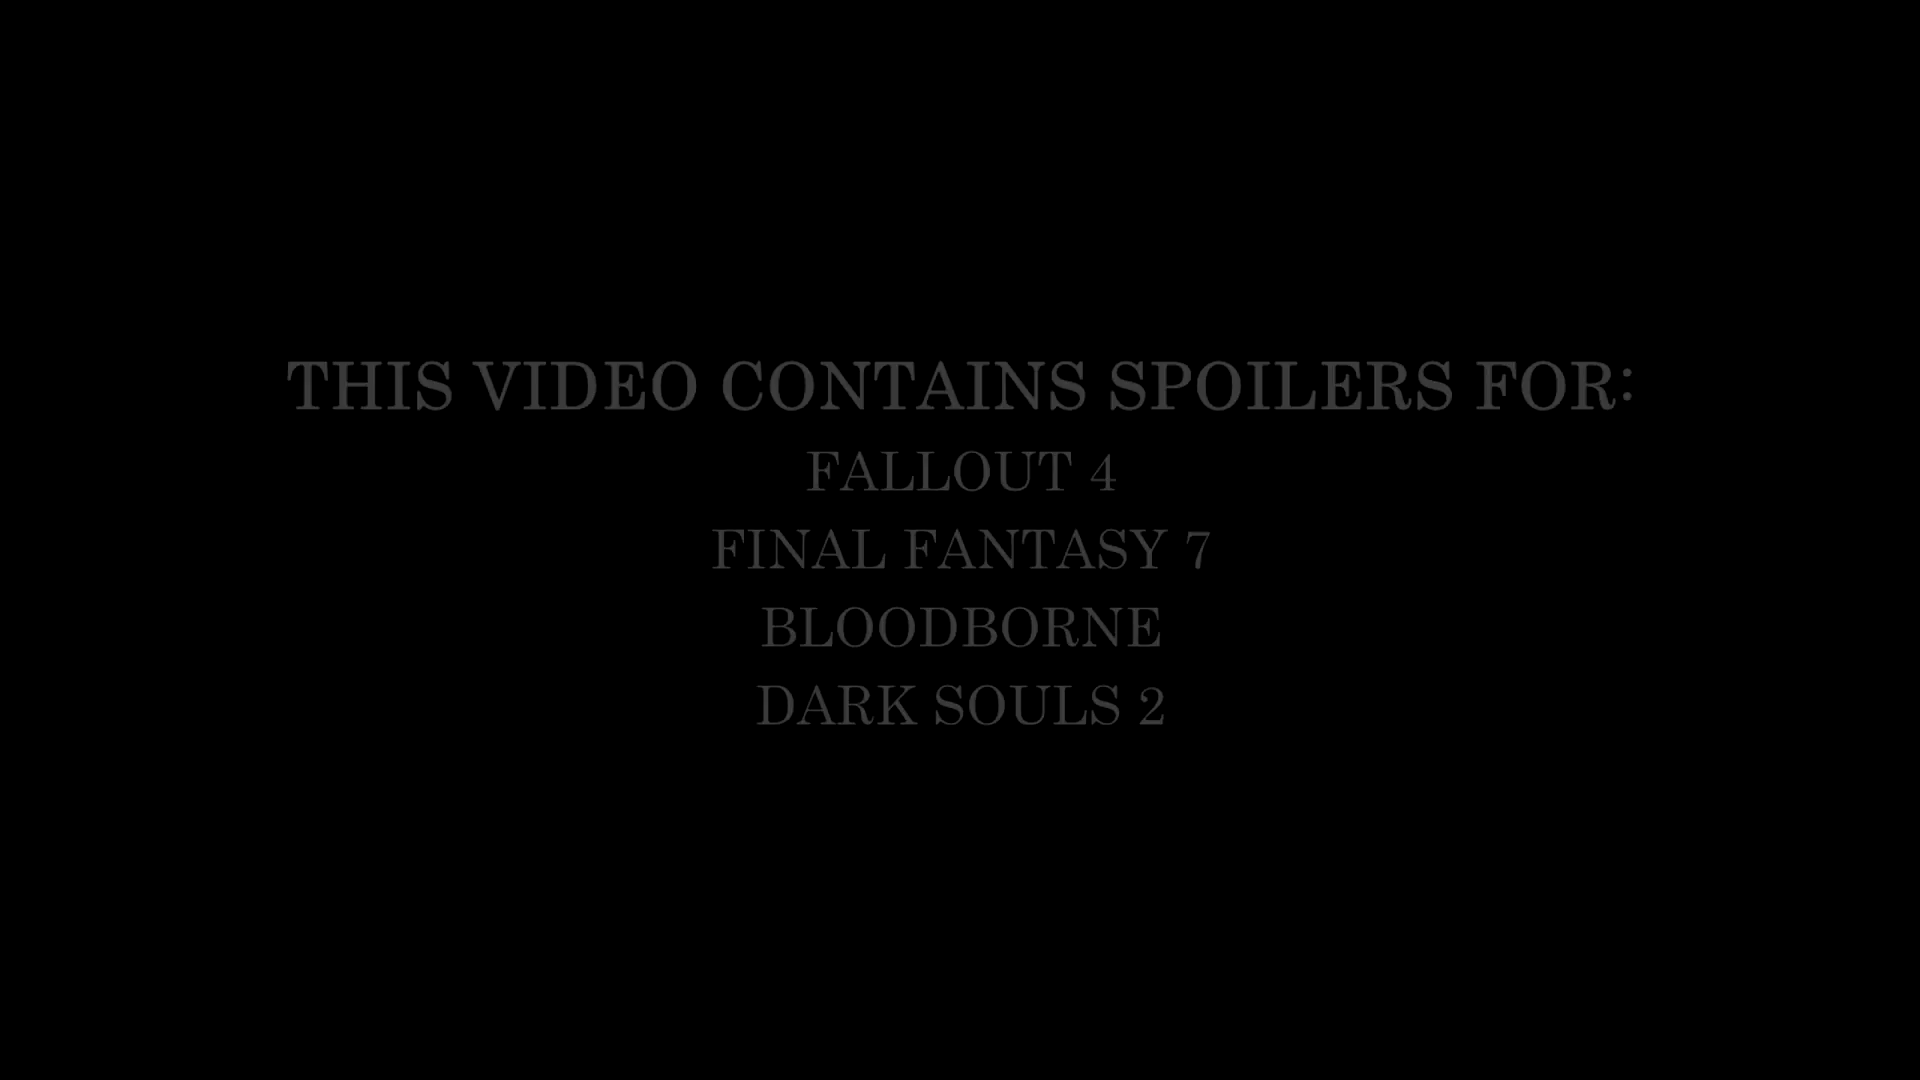 THIS VIDEO CONTAINS SPOILERS FOR:
FALLOUT 4
FINAL FANTASY 7
BLOODBORNE
DARK SOULS 2